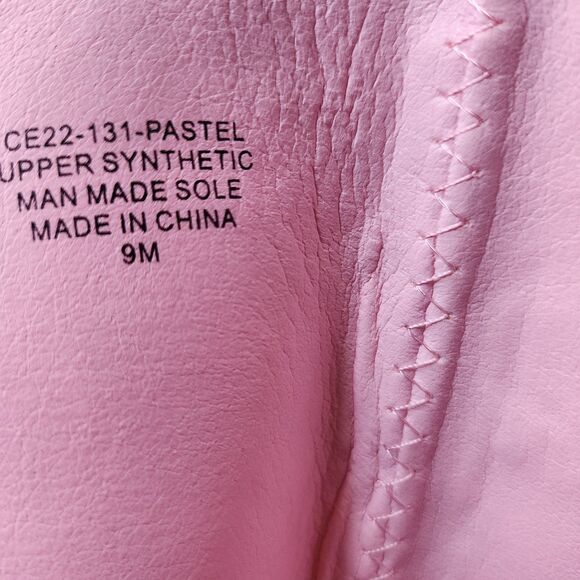 CE22-131-PASTEL
UPPER SYNTHETIC
MAN MADE SOLE
MADE IN CHINA
9M